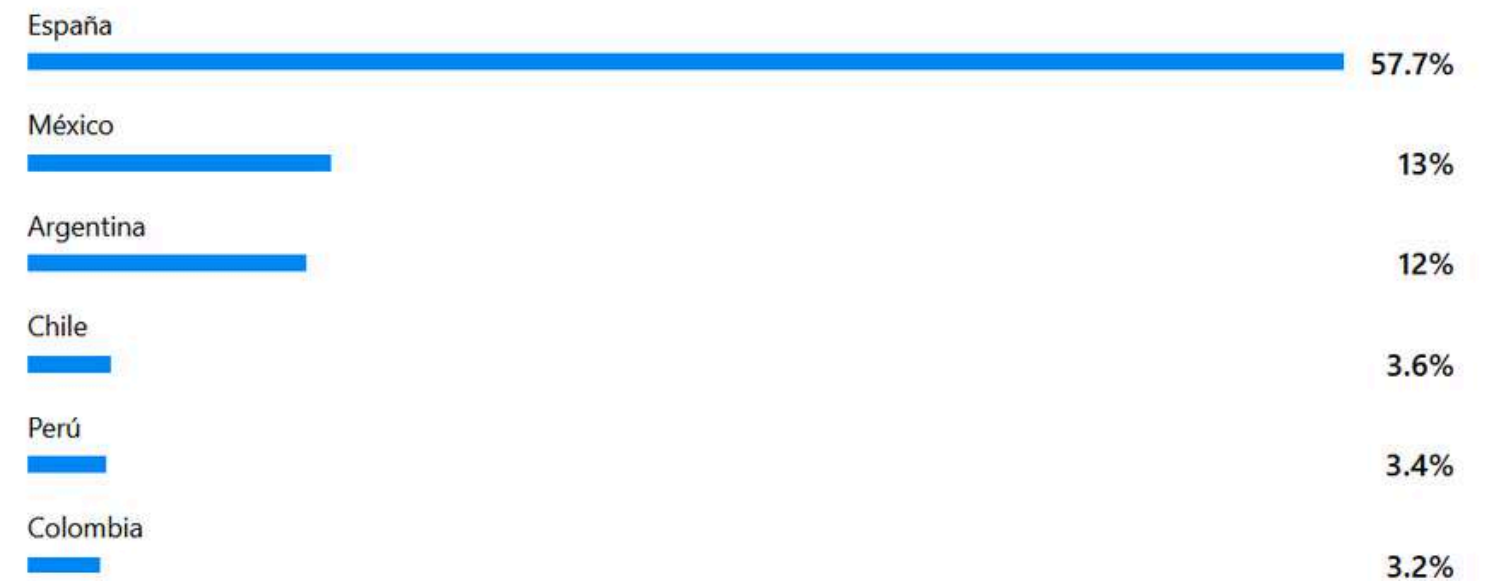 España
57.7%
México
13%
Argentina
12%
Chile
3.6%
Perú
3.4%
Colombia
3.2%